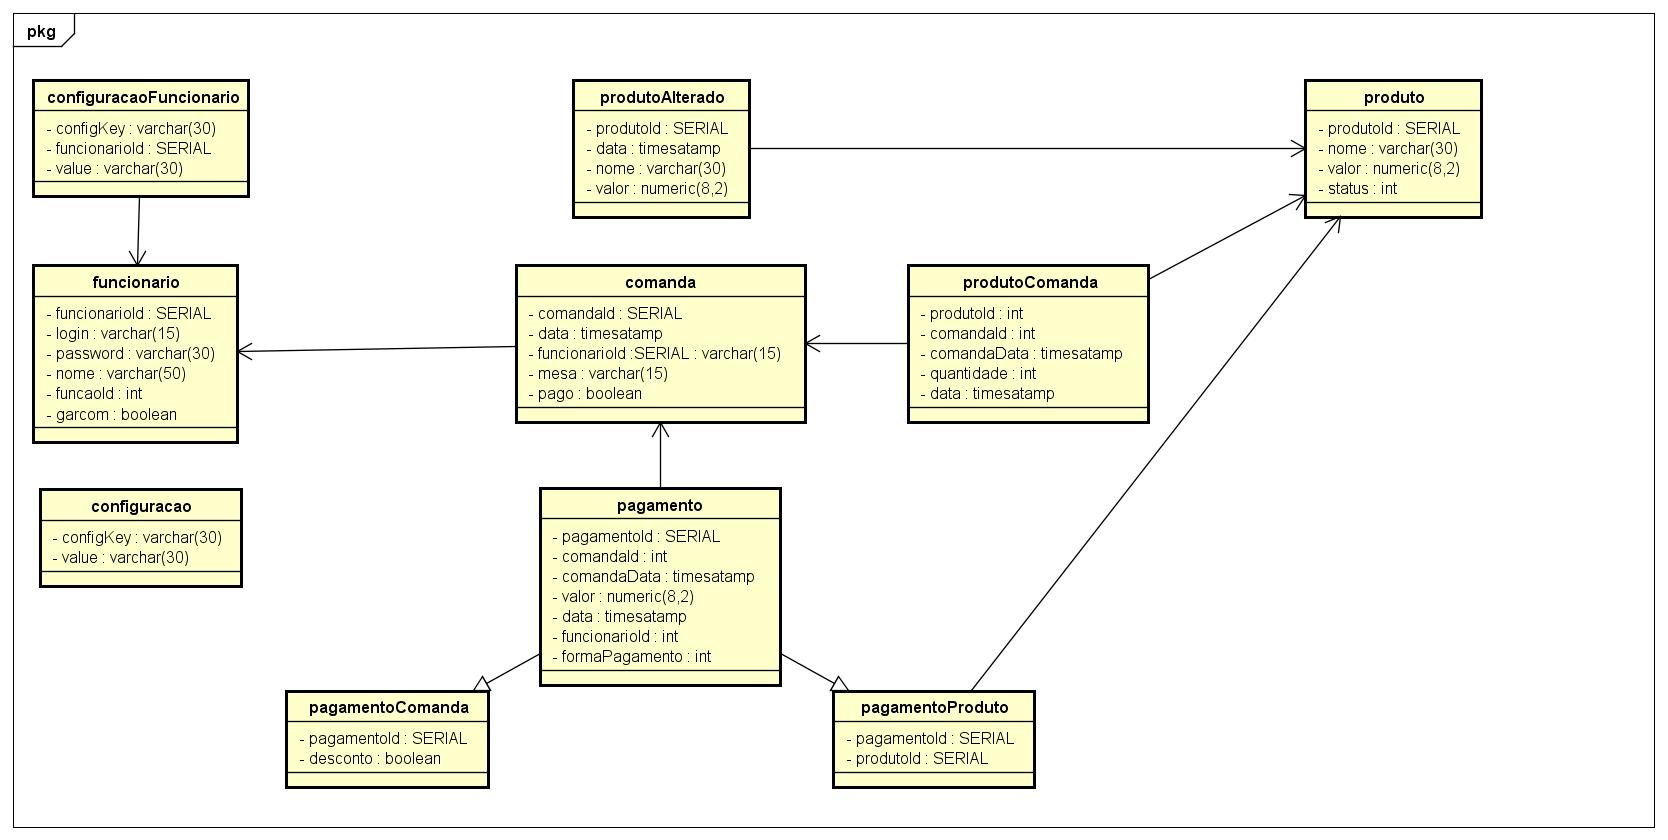 pkg
configuracaoFuncionario
- configKey : varchar(30)
- funcionarioId : SERIAL
- value : varchar(30)
produtoAlterado
- produtoId : SERIAL
- data : timesatamp
- nome : varchar(30)
- valor : numeric(8,2)
produto
- produtoId : SERIAL
- nome : varchar(30)
- valor : numeric(8,2)
- status : int
funcionario
- funcionarioId : SERIAL
- login : varchar(15)
- password : varchar(30)
- nome : varchar(50)
- funcaoId : int
- garcom : boolean
comanda
- comandaId : SERIAL
- data : timesatamp
- funcionarioId :SERIAL : varchar(15)
- mesa : varchar(15)
- pago : boolean
produtoComanda
- produtoId : int
- comandaId : int
- comandaData : timesatamp
- quantidade : int
- data : timesatamp
configuracao
- configKey : varchar(30)
- value : varchar(30)
pagamento
- pagamentoId : SERIAL
- comandaId : int
- comandaData : timesatamp
- valor : numeric(8,2)
- data : timesatamp
- funcionarioId : int
- formaPagamento : int
pagamentoComanda
- pagamentoId : SERIAL
- desconto : boolean
pagamentoProduto
- pagamentoId : SERIAL
- produtoId : SERIAL